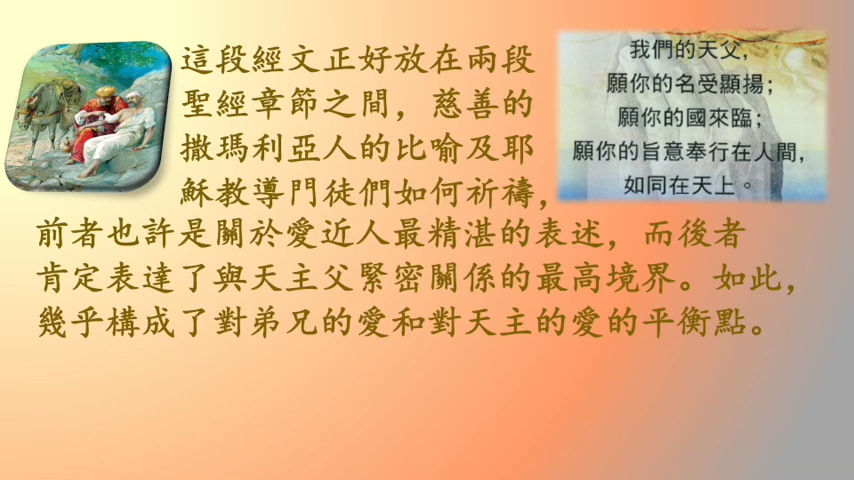 這段經文正好放在兩段
聖經章節之間，慈善的
撒瑪利亞人的比喻及耶
穌教導門徒們如何祈禱，
前者也許是關於愛近人最精湛的表述，而後者
肯定表達了與天主父緊密關係的最高境界。如此，
幾乎構成了對弟兄的愛和對天主的愛的平衡點。
我們的天父，
願你的名受顯揚；
願你的國來臨；
願你的旨意奉行在人間，
如同在天上。